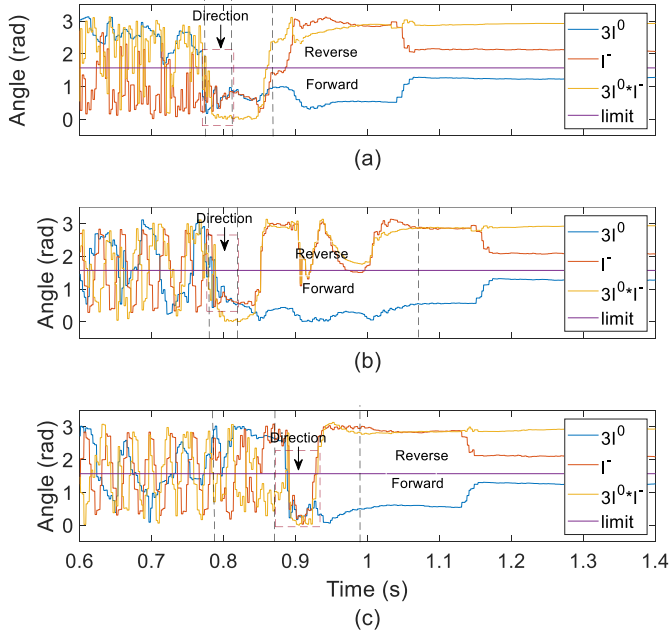 Direction
3
2
1
0
Angle (rad)
Reverse
Forward
3I⁰
I⁻
3I⁰*I⁻
limit
(a)
Direction
3
2
1
0
Angle (rad)
Reverse
Forward
3I⁰
I⁻
3I⁰*I⁻
limit
(b)
Direction
3
2
1
0
Angle (rad)
Reverse
Forward
3I⁰
I⁻
3I⁰*I⁻
limit
0.6 0.7 0.8 0.9 1 1.1 1.2 1.3 1.4
Time (s)
(c)